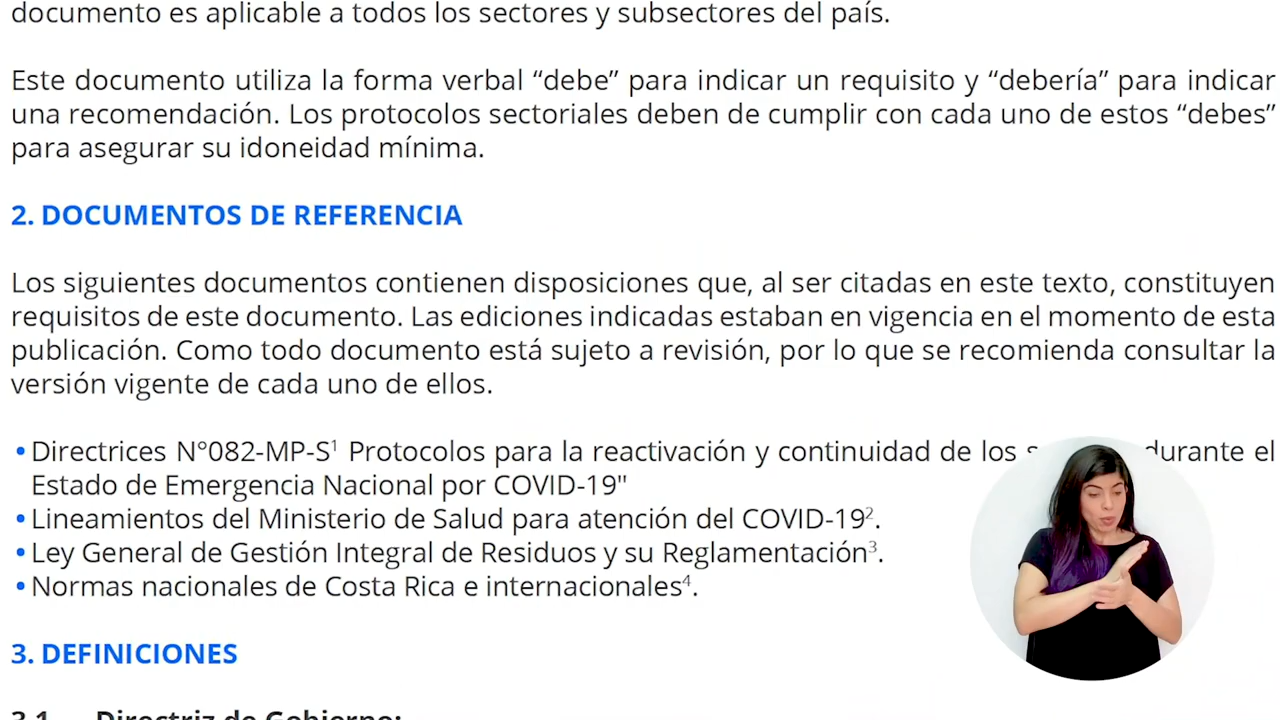 documento es aplicable a todos los sectores y subsectores del país.
Este documento utiliza la forma verbal “debe” para indicar un requisito y “debería” para indicar
una recomendación. Los protocolos sectoriales deben de cumplir con cada uno de estos “debes”
para asegurar su idoneidad mínima.
2. DOCUMENTOS DE REFERENCIA
Los siguientes documentos contienen disposiciones que, al ser citadas en este texto, constituyen
requisitos de este documento. Las ediciones indicadas estaban en vigencia en el momento de esta
publicación. Como todo documento está sujeto a revisión, por lo que se recomienda consultar la
versión vigente de cada uno de ellos.
• Directrices N°082-MP-S¹ Protocolos para la reactivación y continuidad de los durante el
Estado de Emergencia Nacional por COVID-19"
• Lineamientos del Ministerio de Salud para atención del COVID-19².
• Ley General de Gestión Integral de Residuos y su Reglamentación³.
• Normas nacionales de Costa Rica e internacionales⁴.
3. DEFINICIONES
3.1 Directriz de Gobierno: